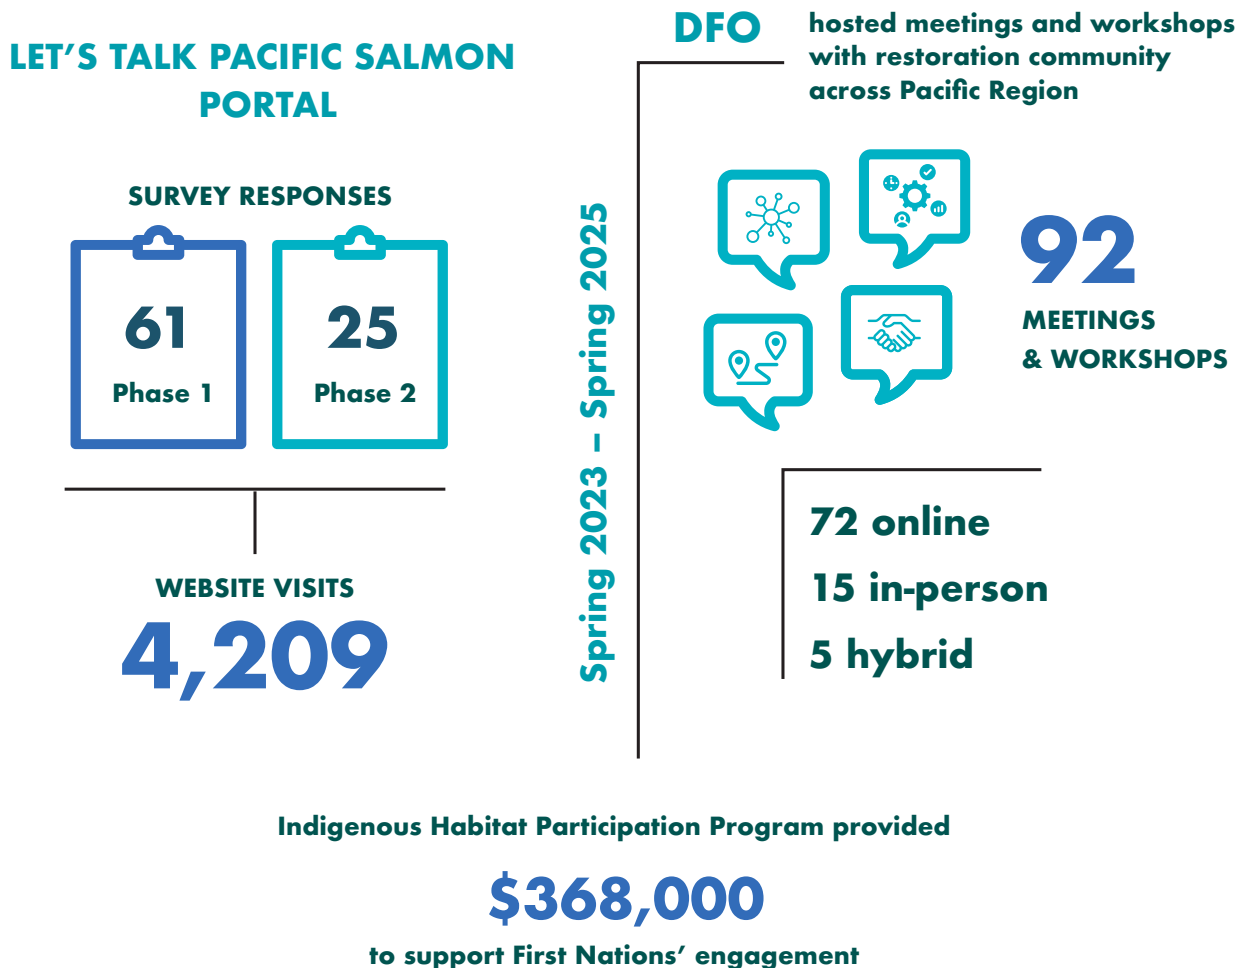 LET’S TALK PACIFIC SALMON
PORTAL
SURVEY RESPONSES
61
Phase 1
25
Phase 2
WEBSITE VISITS
4,209
Spring 2023 – Spring 2025
DFO
hosted meetings and workshops
with restoration community
across Pacific Region
92
MEETINGS
& WORKSHOPS
72 online
15 in-person
5 hybrid
Indigenous Habitat Participation Program provided
$368,000
to support First Nations’ engagement